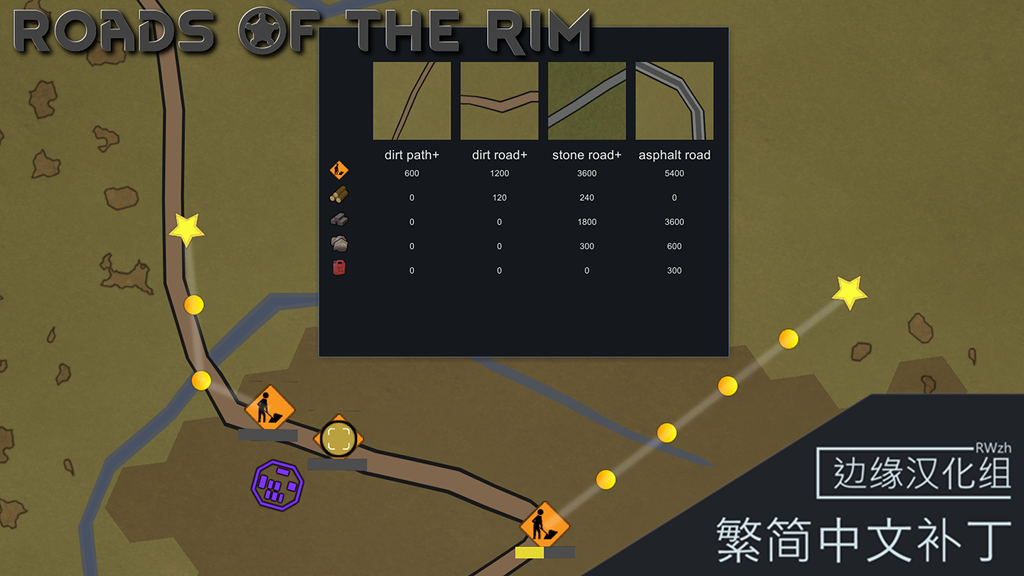 ROADS OF THE RIM
dirt path+ dirt road+ stone road+ asphalt road
600 1200 3600 5400
0 120 240 0
0 0 1800 3600
0 0 300 600
0 0 0 300
RWzh
边缘汉化组
繁简中文补丁